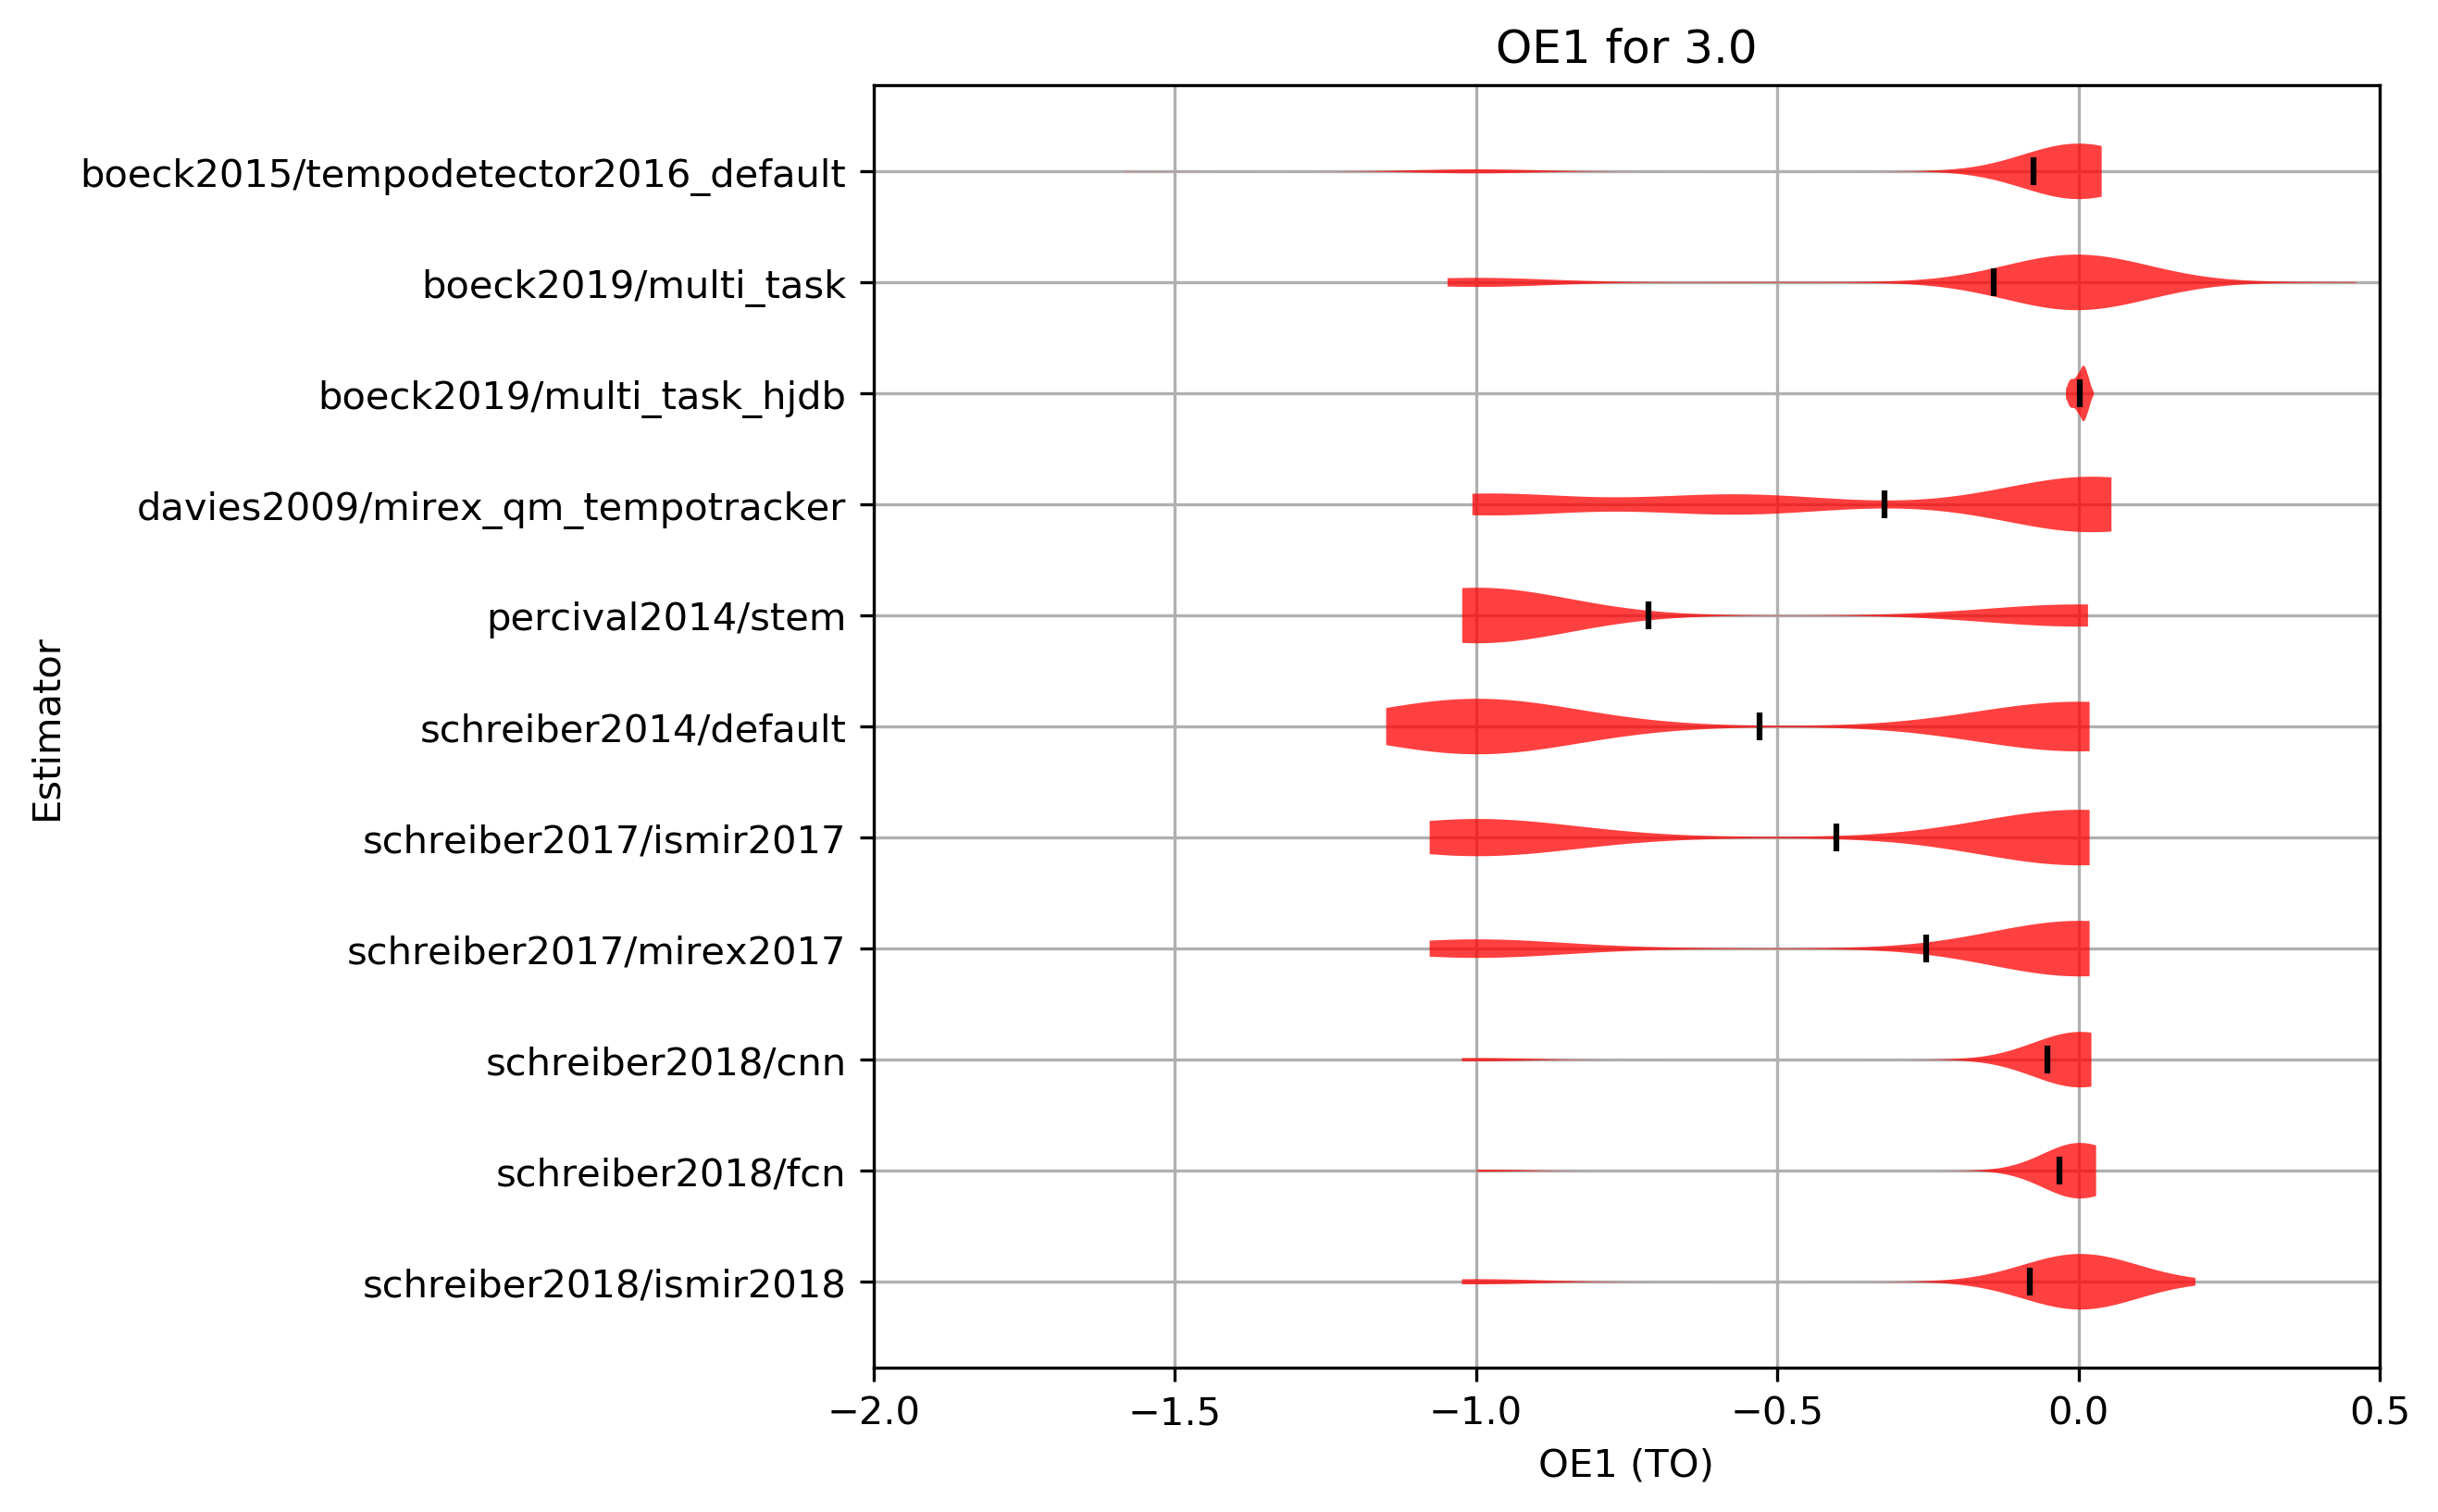 OE1 for 3.0
boeck2015/tempodetector2016_default
boeck2019/multi_task
boeck2019/multi_task_hjdb
davies2009/mirex_qm_tempotracker
percival2014/stem
schreiber2014/default
schreiber2017/ismir2017
schreiber2017/mirex2017
schreiber2018/cnn
schreiber2018/fcn
schreiber2018/ismir2018
Estimator
−2.0 −1.5 −1.0 −0.5 0.0 0.5
OE1 (TO)